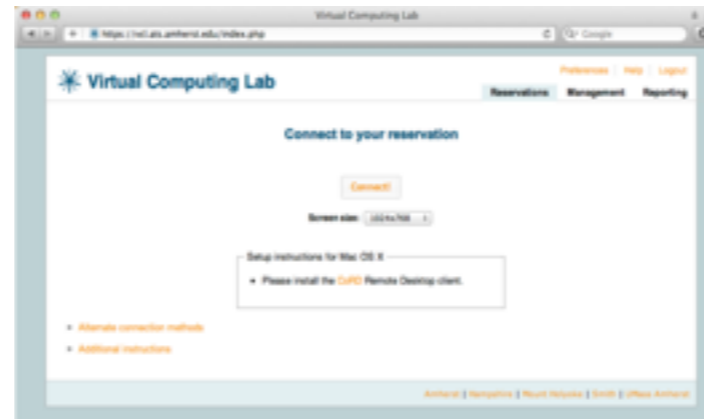 Virtual Computing Lab
https://vcl.ats.amherst.edu/index.php
Google
Preferences | Help | Logout
Virtual Computing Lab
Reservations Management Reporting
Connect to your reservation
Connect!
Screen size: 1024x768
Setup instructions for Mac OS X
Please install the CoRD Remote Desktop client.
Alternate connection methods
Additional instructions
Amherst | Hampshire | Mount Holyoke | Smith | UMass Amherst